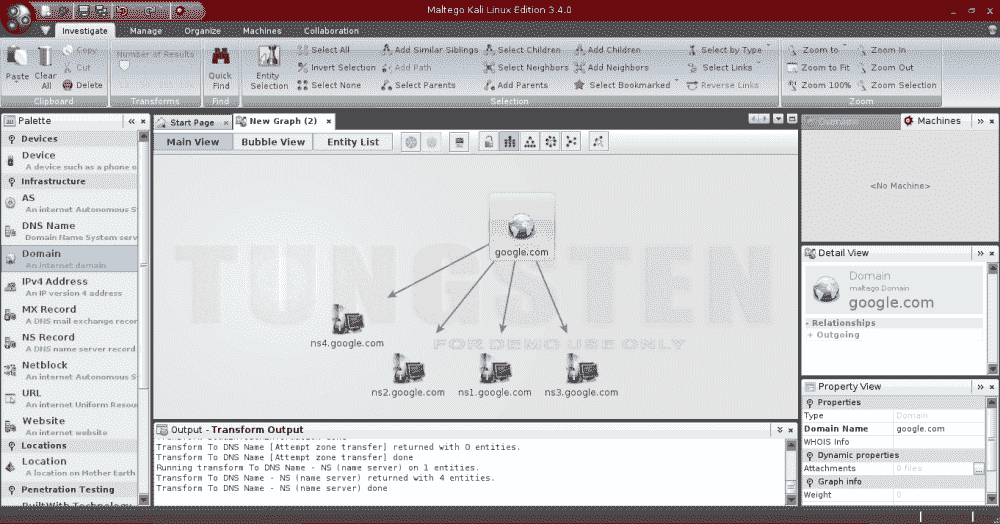 Maltego Kali Linux Edition 3.4.0
Investigate Manage Organize Machines Collaboration
Copy Number of Results Select All Add Similar Siblings Select Children Add Children Select by Type Zoom to Zoom In
Cut Invert Selection Add Path Select Neighbors Add Neighbors Select Links Zoom to Fit Zoom Out
Paste Clear All Delete Quick Find Entity Selection Select None Select Parents Add Parents Select Bookmarked Reverse Links Zoom 100% Zoom Selection
Clipboard Transforms Find Selection Zoom
Palette
Devices
Device
A device such as a phone o
Infrastructure
AS
An internet Autonomous S
DNS Name
Domain Name System serv
Domain
An internet domain
IPv4 Address
An IP version 4 address
MX Record
A DNS mail exchange recor
NS Record
A DNS name server record
Netblock
An internet Autonomous S
URL
An internet Uniform Resou
Website
An internet website
Locations
Location
A location on Mother Earth
Penetration Testing
BuiltWith Technology
Start Page New Graph (2)
Main View Bubble View Entity List
TUNGSTEN
FOR DEMO USE ONLY
google.com
ns4.google.com
ns2.google.com ns1.google.com ns3.google.com
Output - Transform Output
Transform To DNS Name [Attempt zone transfer] returned with 0 entities.
Transform To DNS Name [Attempt zone transfer] done
Running transform To DNS Name - NS (name server) on 1 entities.
Transform To DNS Name - NS (name server) returned with 4 entities.
Transform To DNS Name - NS (name server) done
Overview Machines
<No Machine>
Detail View
Domain
maltego.Domain
google.com
- Relationships
+ Outgoing
Property View
Properties
Type Domain
Domain Name google.com
WHOIS Info
Dynamic properties
Attachments 0 files ...
Graph info
Weight 0